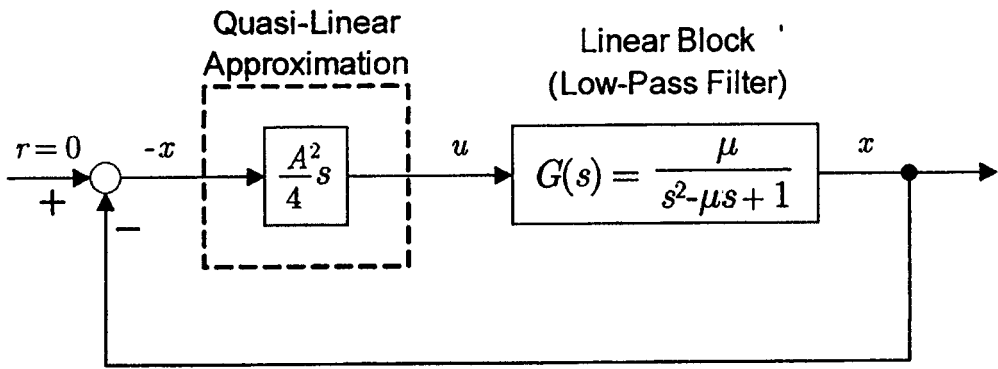 Quasi-Linear
Approximation
Linear Block
(Low-Pass Filter)
r = 0
+
−
-x
A²/4 s
u
G(s) = μ/(s²-μs + 1)
x